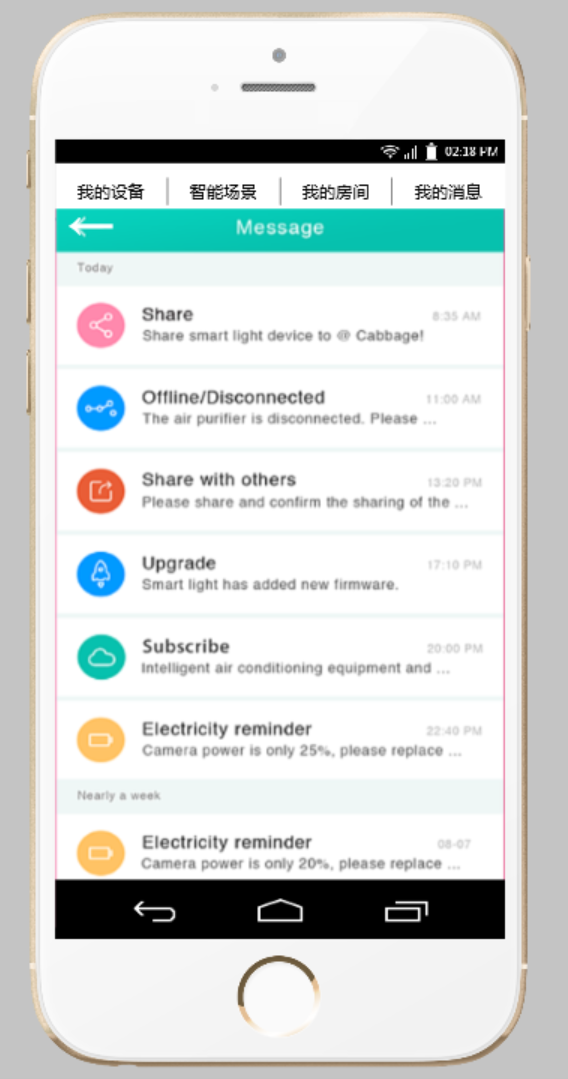 02:18 PM
我的设备 智能场景 我的房间 我的消息
Message
Today
Share 8:35 AM
Share smart light device to @ Cabbage!
Offline/Disconnected 11:00 AM
The air purifier is disconnected. Please ...
Share with others 13:20 PM
Please share and confirm the sharing of the ...
Upgrade 17:10 PM
Smart light has added new firmware.
Subscribe 20:00 PM
Intelligent air conditioning equipment and ...
Electricity reminder 22:40 PM
Camera power is only 25%, please replace ...
Nearly a week
Electricity reminder 08-07
Camera power is only 20%, please replace ...